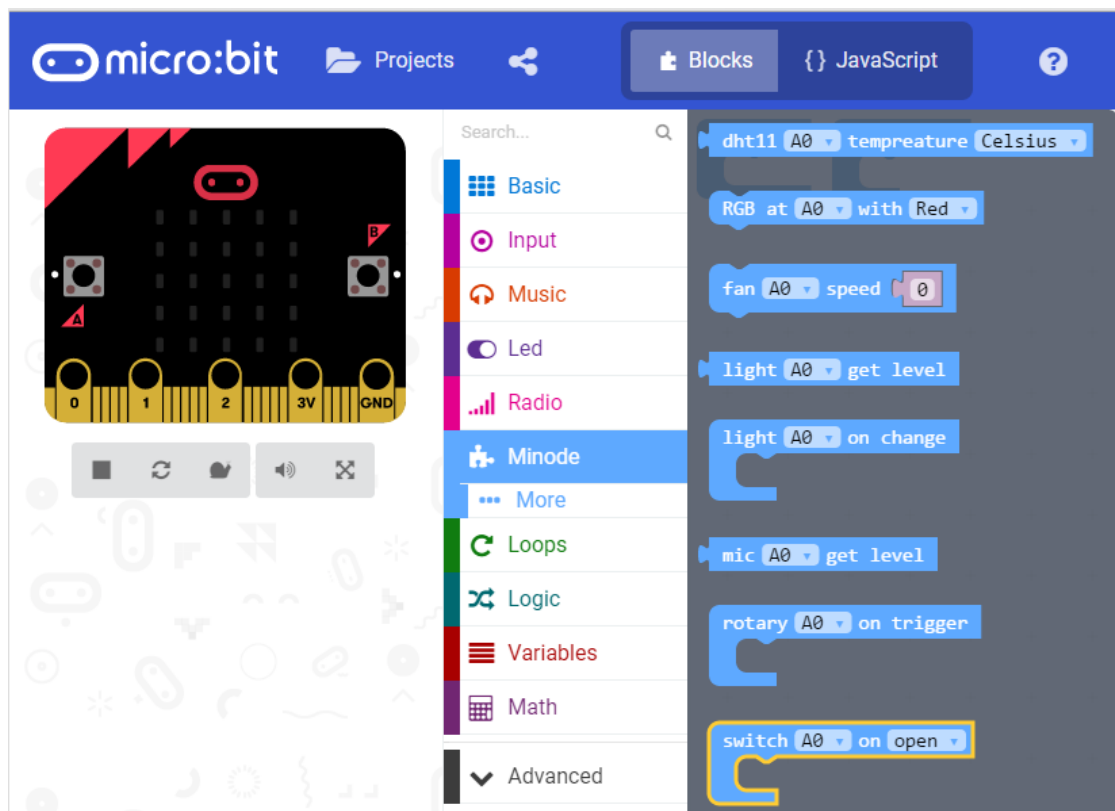 micro:bit Projects Blocks {} JavaScript ?
B
A
0 1 2 3V GND
Search...
Basic
Input
Music
Led
Radio
Minode
More
Loops
Logic
Variables
Math
Advanced
dht11 A0 tempreature Celsius
RGB at A0 with Red
fan A0 speed 0
light A0 get level
light A0 on change
mic A0 get level
rotary A0 on trigger
switch A0 on open